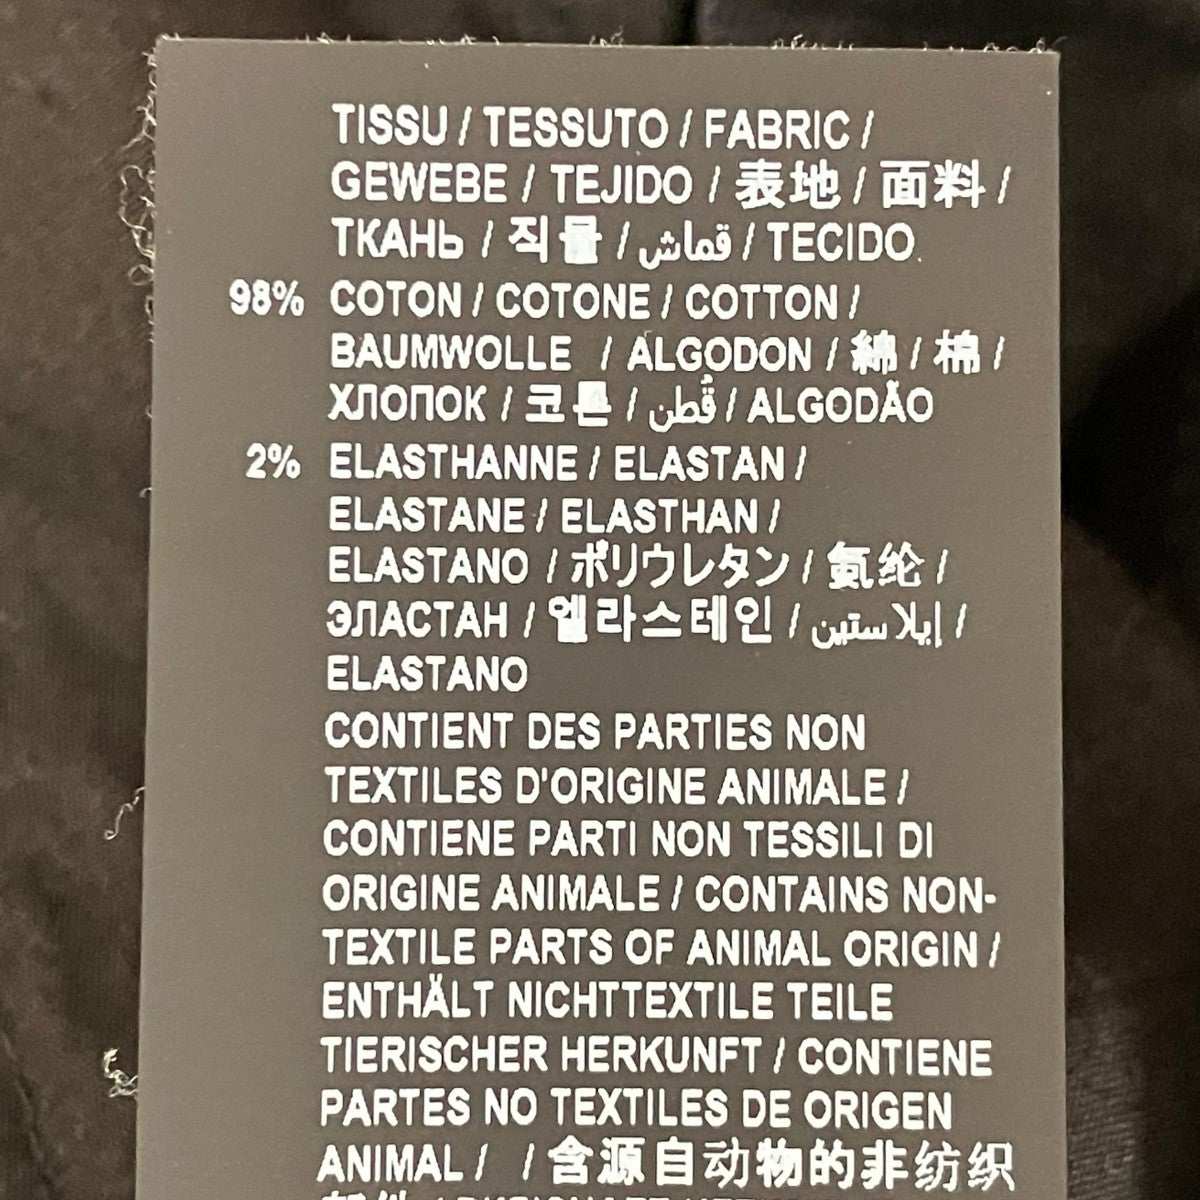 TISSU / TESSUTO / FABRIC /
GEWEBE / TEJIDO / 表地 / 面料 /
ТКАНЬ / 직물 / قماش / TECIDO
98% COTON / COTONE / COTTON /
BAUMWOLLE / ALGODON / 綿 / 棉 /
ХЛОПОК / 코튼 / قُطن / ALGODÃO
2% ELASTHANNE / ELASTAN /
ELASTANE / ELASTHAN /
ELASTANO / ポリウレタン / 氨纶 /
ЭЛАСТАН / 엘라스테인 / إيلاستين /
ELASTANO
CONTIENT DES PARTIES NON
TEXTILES D'ORIGINE ANIMALE /
CONTIENE PARTI NON TESSILI DI
ORIGINE ANIMALE / CONTAINS NON-
TEXTILE PARTS OF ANIMAL ORIGIN /
ENTHÄLT NICHTTEXTILE TEILE
TIERISCHER HERKUNFT / CONTIENE
PARTES NO TEXTILES DE ORIGEN
ANIMAL / / 含源自动物的非纺织